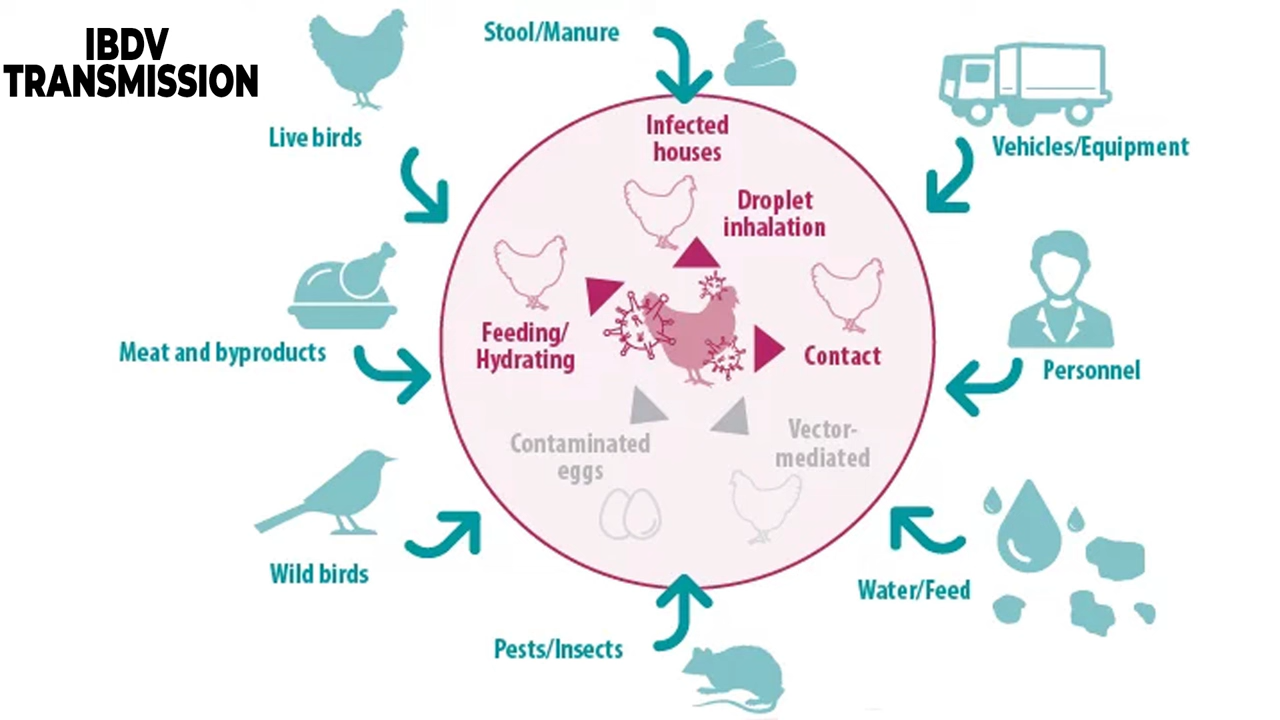 IBDV
TRANSMISSION
Stool/Manure
Live birds
Vehicles/Equipment
Infected
houses
Droplet
inhalation
Feeding/
Hydrating
Contact
Meat and byproducts
Personnel
Contaminated
eggs
Vector-
mediated
Wild birds
Water/Feed
Pests/Insects